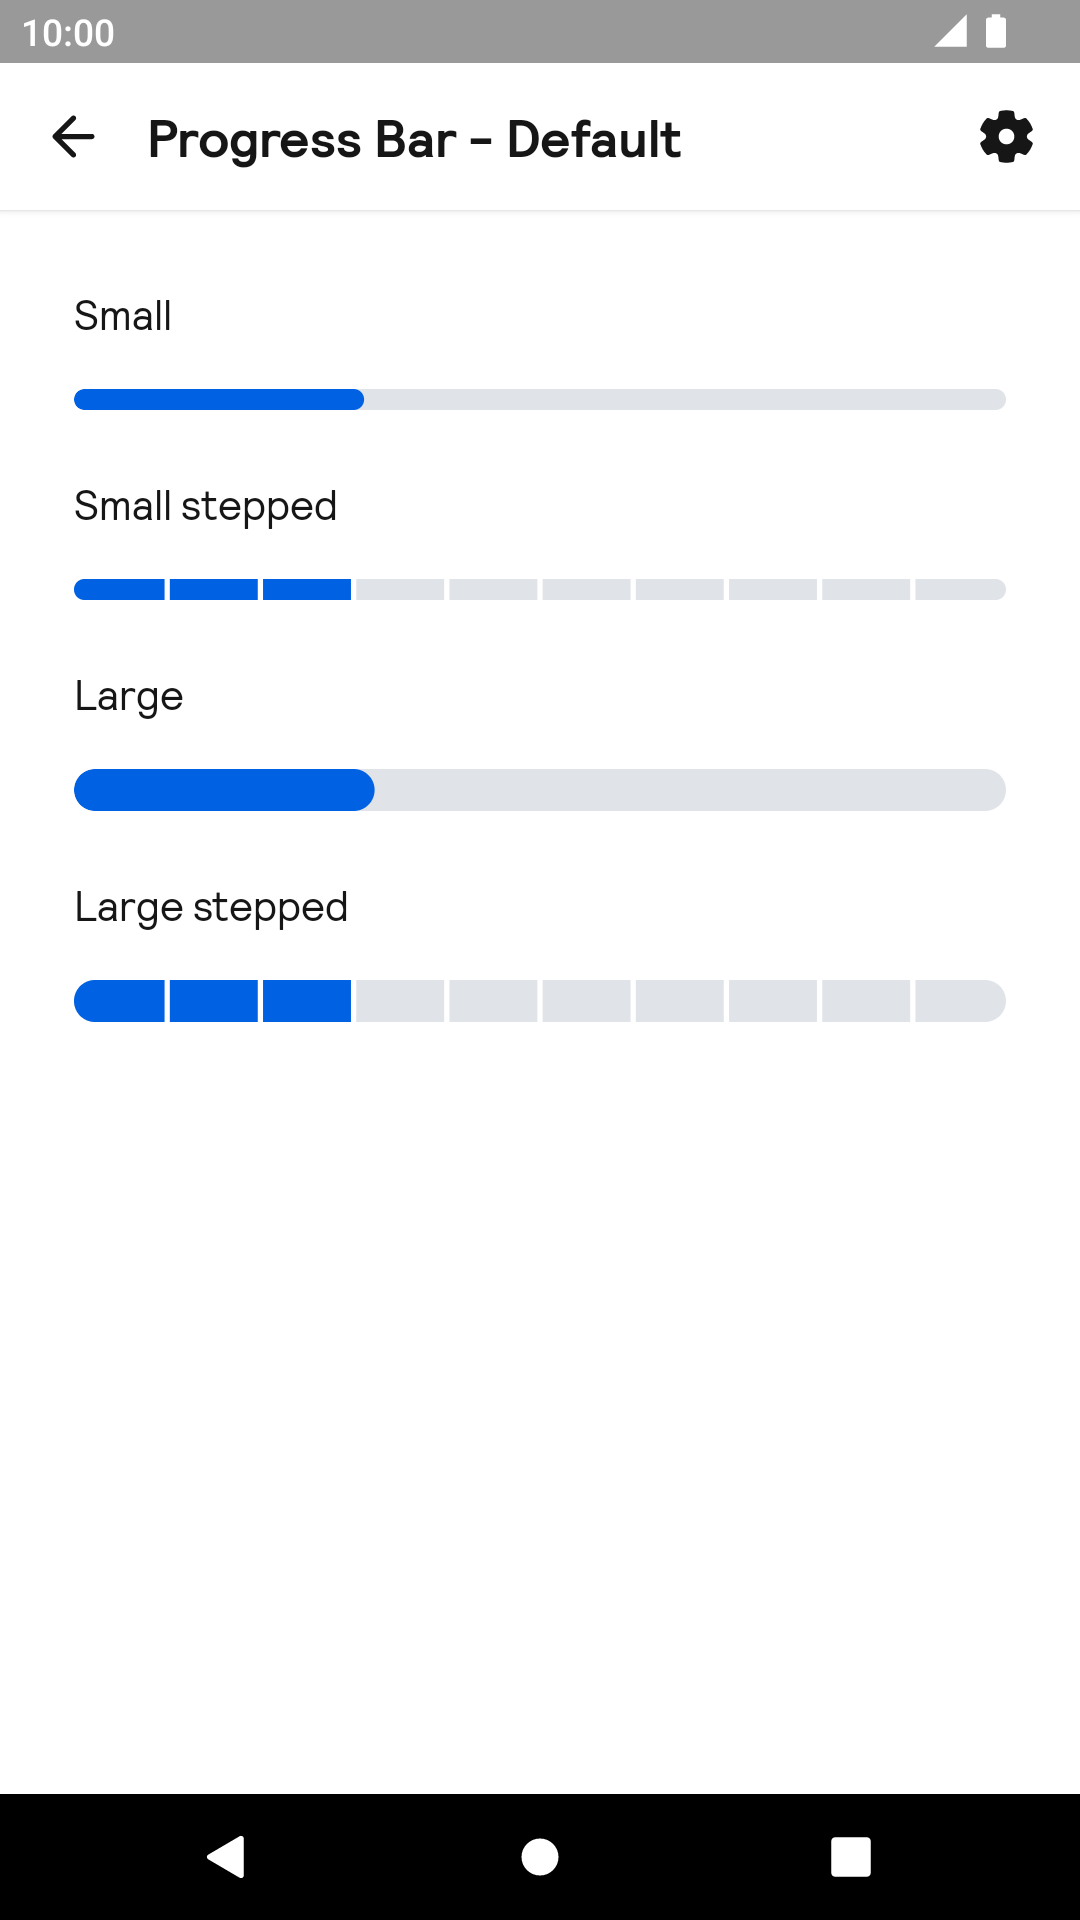 10:00
Progress Bar - Default
Small
Small stepped
Large
Large stepped